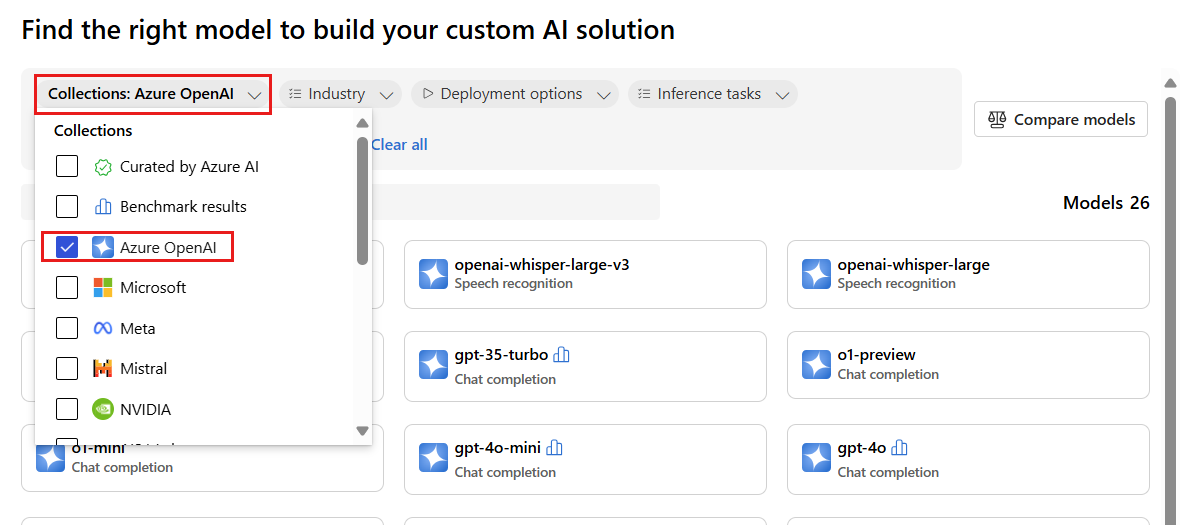 Find the right model to build your custom AI solution
Collections: Azure OpenAI
Industry
Deployment options
Inference tasks
Compare models
Collections
Clear all
Curated by Azure AI
Benchmark results
Models 26
Azure OpenAI
Microsoft
Meta
Mistral
NVIDIA
openai-whisper-large-v3
Speech recognition
openai-whisper-large
Speech recognition
gpt-35-turbo
Chat completion
o1-preview
Chat completion
o1-mini
Chat completion
gpt-4o-mini
Chat completion
gpt-4o
Chat completion